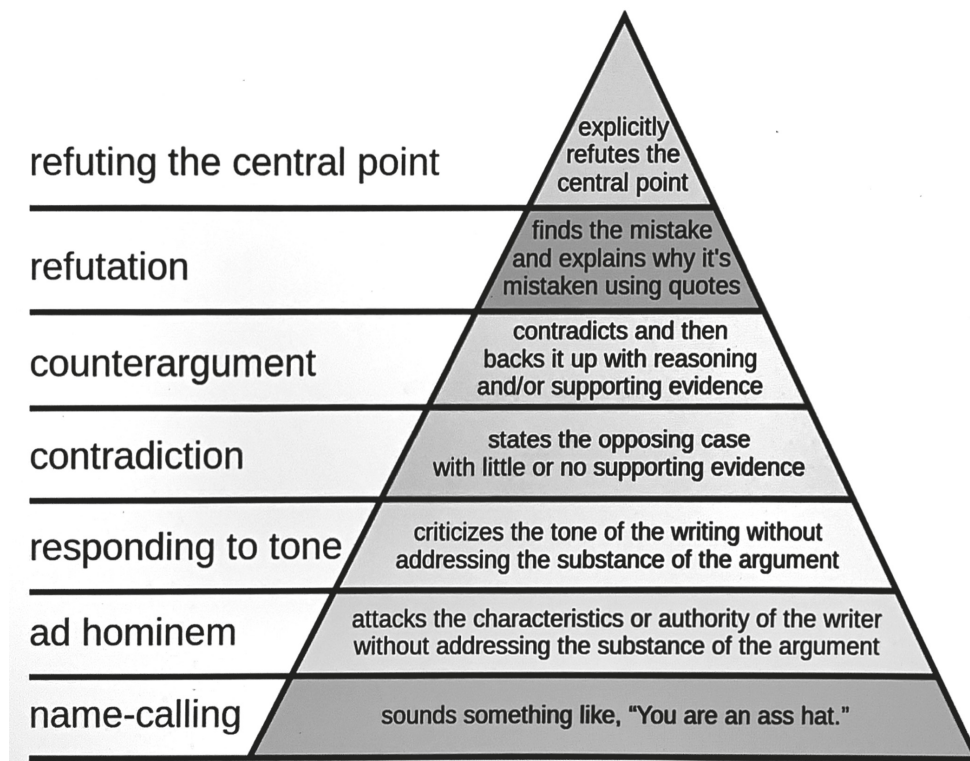 refuting the central point
explicitly
refutes the
central point
refutation
finds the mistake
and explains why it's
mistaken using quotes
counterargument
contradicts and then
backs it up with reasoning
and/or supporting evidence
contradiction
states the opposing case
with little or no supporting evidence
responding to tone
criticizes the tone of the writing without
addressing the substance of the argument
ad hominem
attacks the characteristics or authority of the writer
without addressing the substance of the argument
name-calling
sounds something like, “You are an ass hat.”